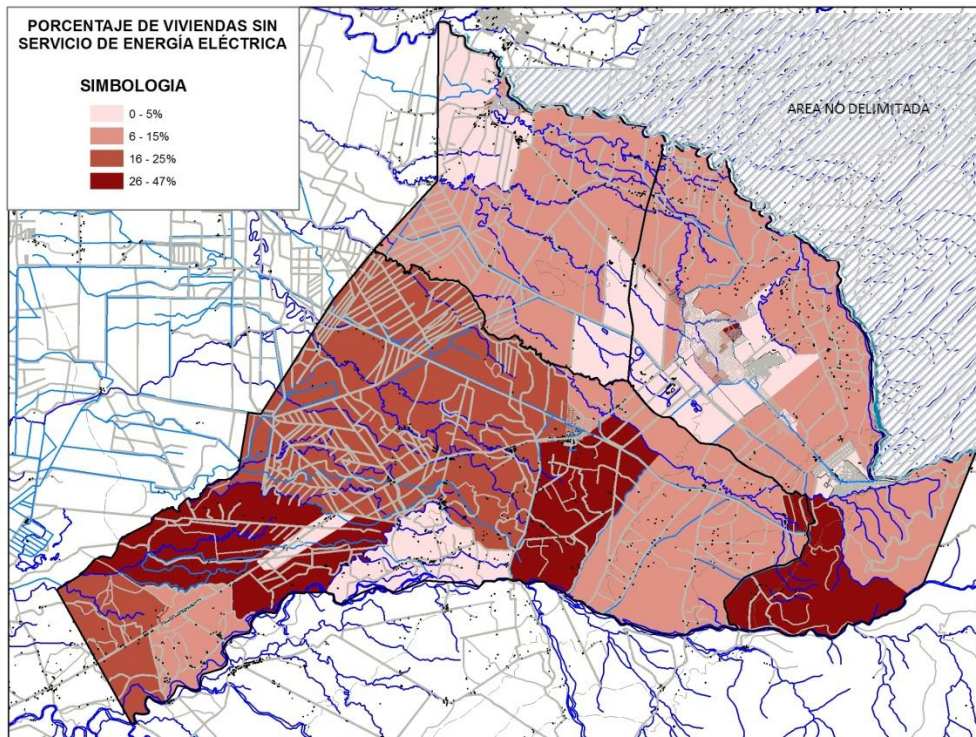 PORCENTAJE DE VIVIENDAS SIN
SERVICIO DE ENERGÍA ELÉCTRICA
SIMBOLOGIA
0 - 5%
6 - 15%
16 - 25%
26 - 47%
AREA NO DELIMITADA